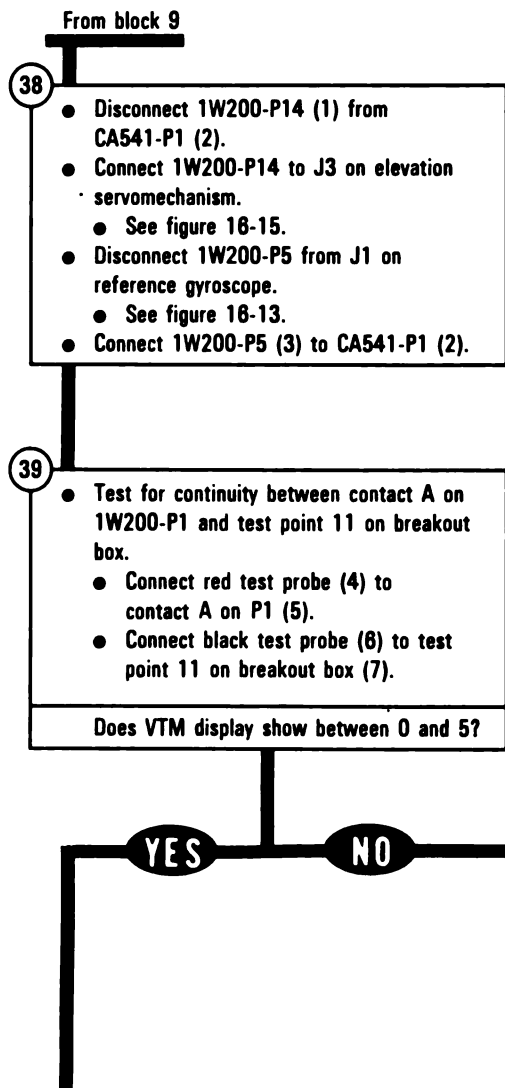 From block 9
38
● Disconnect 1W200-P14 (1) from
CA541-P1 (2).
● Connect 1W200-P14 to J3 on elevation
servomechanism.
● See figure 16-15.
● Disconnect 1W200-P5 from J1 on
reference gyroscope.
● See figure 16-13.
● Connect 1W200-P5 (3) to CA541-P1 (2).
39
● Test for continuity between contact A on
1W200-P1 and test point 11 on breakout
box.
● Connect red test probe (4) to
contact A on P1 (5).
● Connect black test probe (6) to test
point 11 on breakout box (7).
Does VTM display show between 0 and 5?
YES NO